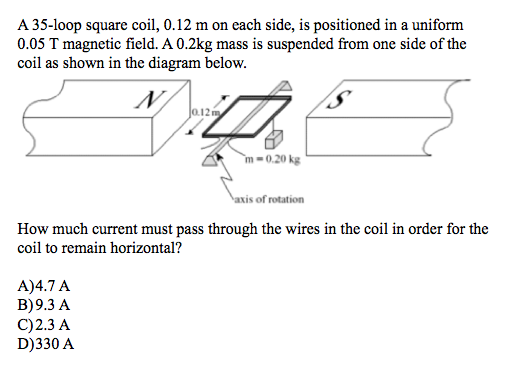 A 35-loop square coil, 0.12 m on each side, is positioned in a uniform
0.05 T magnetic field. A 0.2kg mass is suspended from one side of the
coil as shown in the diagram below.
N
S
0.12 m
m = 0.20 kg
axis of rotation
How much current must pass through the wires in the coil in order for the
coil to remain horizontal?
A)4.7 A
B)9.3 A
C)2.3 A
D)330 A